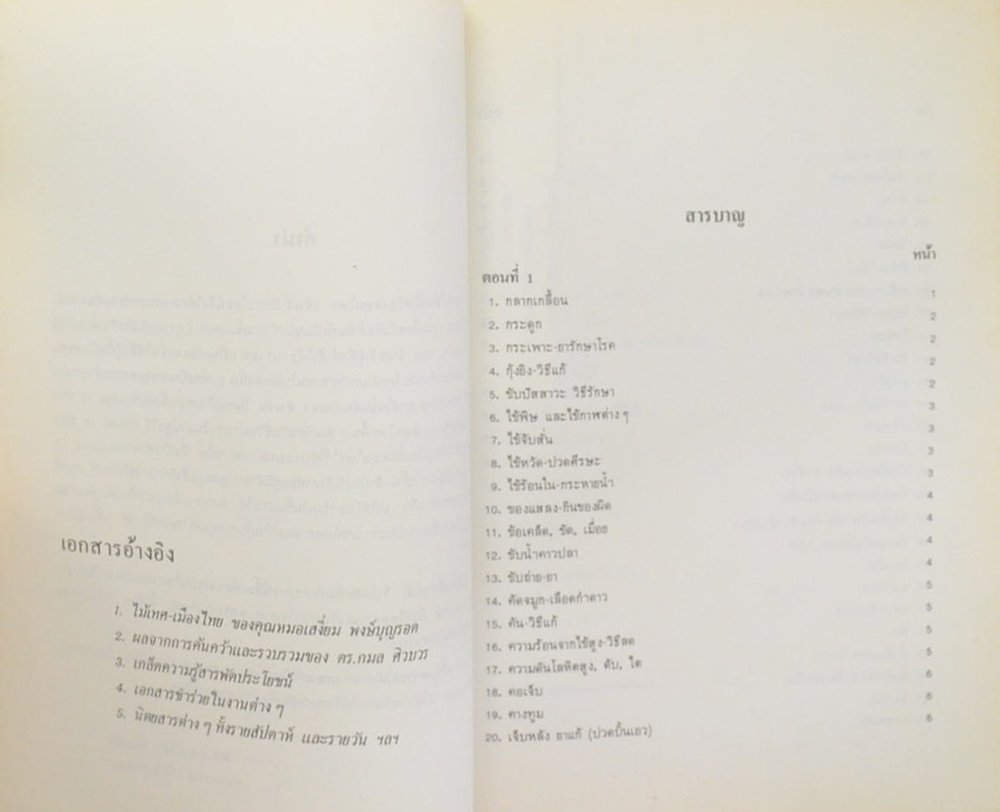 เอกสารอ้างอิง
1. ไม้เทศ-เมืองไทย ของคุณหมอเสงี่ยม พงษ์บุญรอด
2. ผลจากการค้นคว้าและรวบรวมของ ดร.กมล ศิวบวร
3. เกล็ดความรู้สารพัดประโยชน์
4. เอกสารชำร่วยในงานต่าง ๆ
5. นิตยสารต่าง ๆ ทั้งรายสัปดาห์ และรายวัน ฯลฯ
สารบาญ
หน้า
ตอนที่ 1
1. กลากเกลื้อน 1
2. กระดูก 2
3. กระเพาะ-ยารักษาโรค 2
4. กุ้งยิง-วิธีแก้ 2
5. ขับปัสสาวะ วิธีรักษา 2
6. ไข้พิษ และไข้กาฬต่าง ๆ 3
7. ไข้จับสั่น 3
8. ไข้หวัด-ปวดศีรษะ 3
9. ไข้ร้อนใน-กระหายน้ำ 3
10. ของแสลง-กินของผิด 4
11. ข้อเคล็ด, ขัด, เมื่อย 4
12. ขับน้ำคาวปลา 4
13. ขับถ่าย-ยา 4
14. คัดจมูก-เลือดกำดาว 5
15. คัน-วิธีแก้ 5
16. ความร้อนจากไข้สูง-วิธีลด 5
17. ความดันโลหิตสูง, ตับ, ไต 5
18. คอเจ็บ 6
19. คางทูม 6
20. เจ็บหลัง ยาแก้ (ปวดบั้นเอว) 6